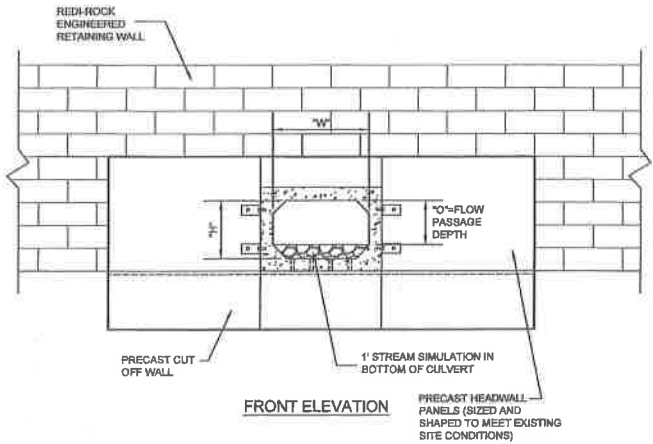 REDI-ROCK
ENGINEERED
RETAINING WALL
"W"
"H"
"O"=FLOW
PASSAGE
DEPTH
PRECAST CUT
OFF WALL
1' STREAM SIMULATION IN
BOTTOM OF CULVERT
PRECAST HEADWALL
PANELS (SIZED AND
SHAPED TO MEET EXISTING
SITE CONDITIONS)
FRONT ELEVATION